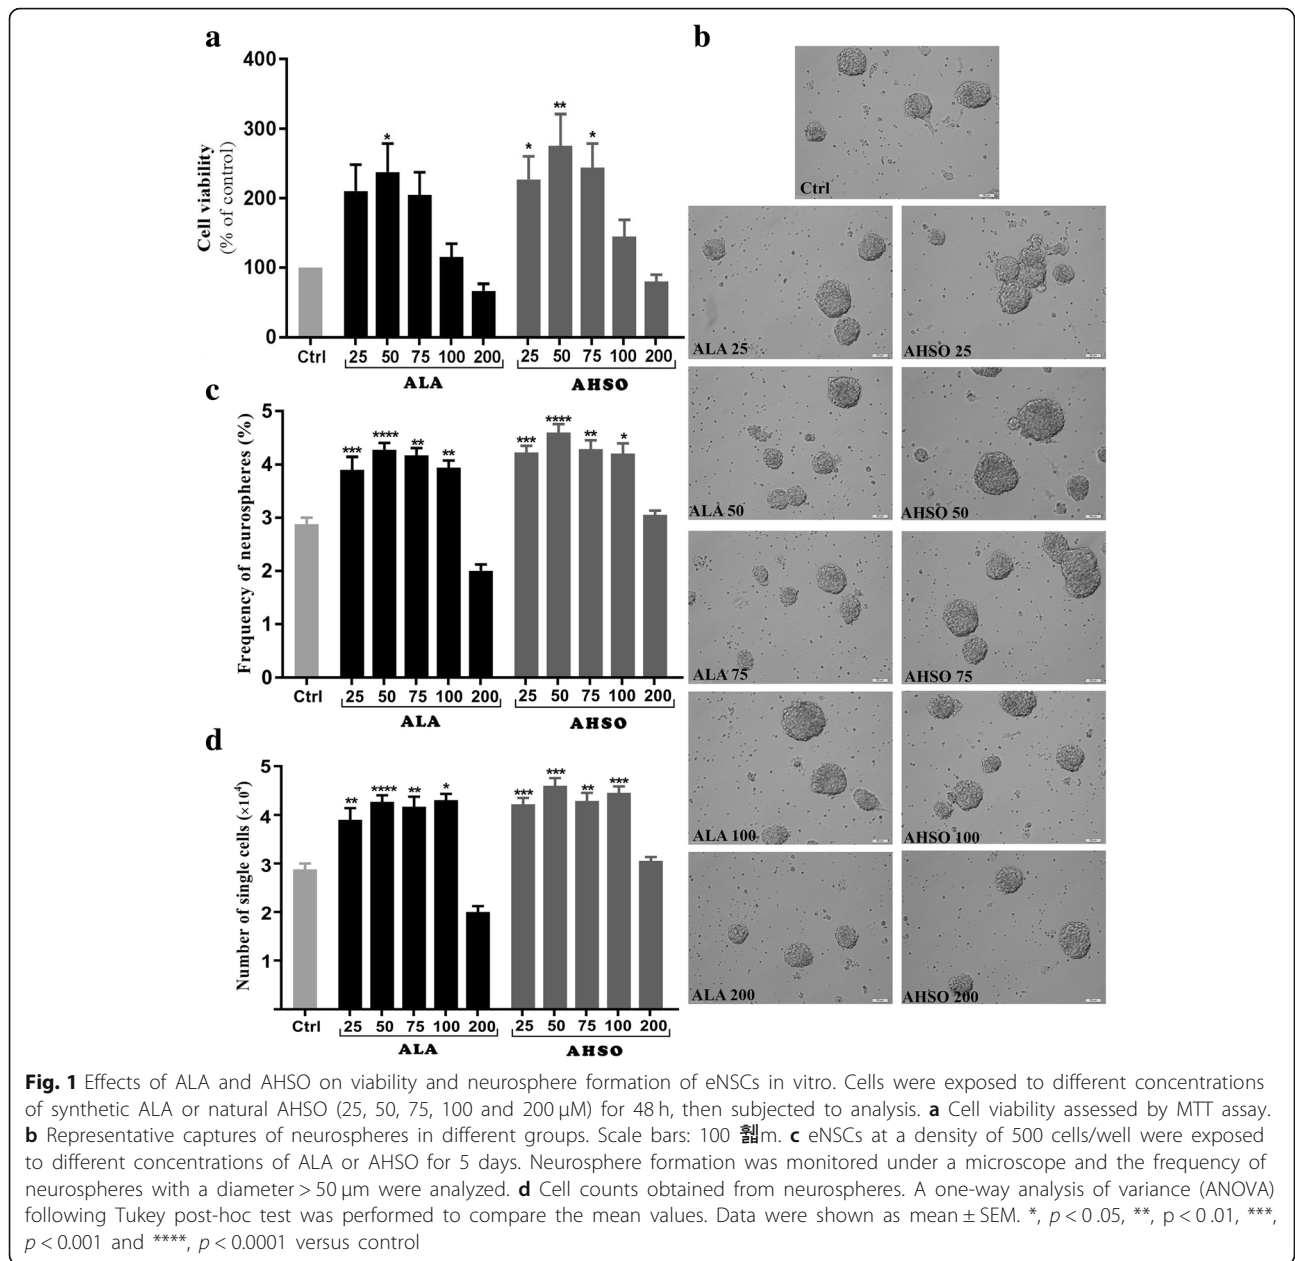 a
400
300
200
100
0
Cell viability
(% of control)
*
*
**
*
Ctrl
25 50 75 100 200
25 50 75 100 200
ALA
AHSO
b
Ctrl
ALA 25
AHSO 25
ALA 50
AHSO 50
ALA 75
AHSO 75
ALA 100
AHSO 100
ALA 200
AHSO 200
c
5
4
3
2
1
0
Frequency of neurospheres (%)
***
****
**
**
***
****
**
*
Ctrl
25 50 75 100 200
25 50 75 100 200
ALA
AHSO
d
5
4
3
2
1
Number of single cells (×10⁴)
**
****
**
*
***
***
**
***
Ctrl
25 50 75 100 200
25 50 75 100 200
ALA
AHSO
Fig. 1 Effects of ALA and AHSO on viability and neurosphere formation of eNSCs in vitro. Cells were exposed to different concentrations
of synthetic ALA or natural AHSO (25, 50, 75, 100 and 200 μM) for 48 h, then subjected to analysis. a Cell viability assessed by MTT assay.
b Representative captures of neurospheres in different groups. Scale bars: 100 휇m. c eNSCs at a density of 500 cells/well were exposed
to different concentrations of ALA or AHSO for 5 days. Neurosphere formation was monitored under a microscope and the frequency of
neurospheres with a diameter > 50 μm were analyzed. d Cell counts obtained from neurospheres. A one-way analysis of variance (ANOVA)
following Tukey post-hoc test was performed to compare the mean values. Data were shown as mean ± SEM. *, p < 0 .05, **, p < 0.01, ***,
p < 0.001 and ****, p < 0.0001 versus control